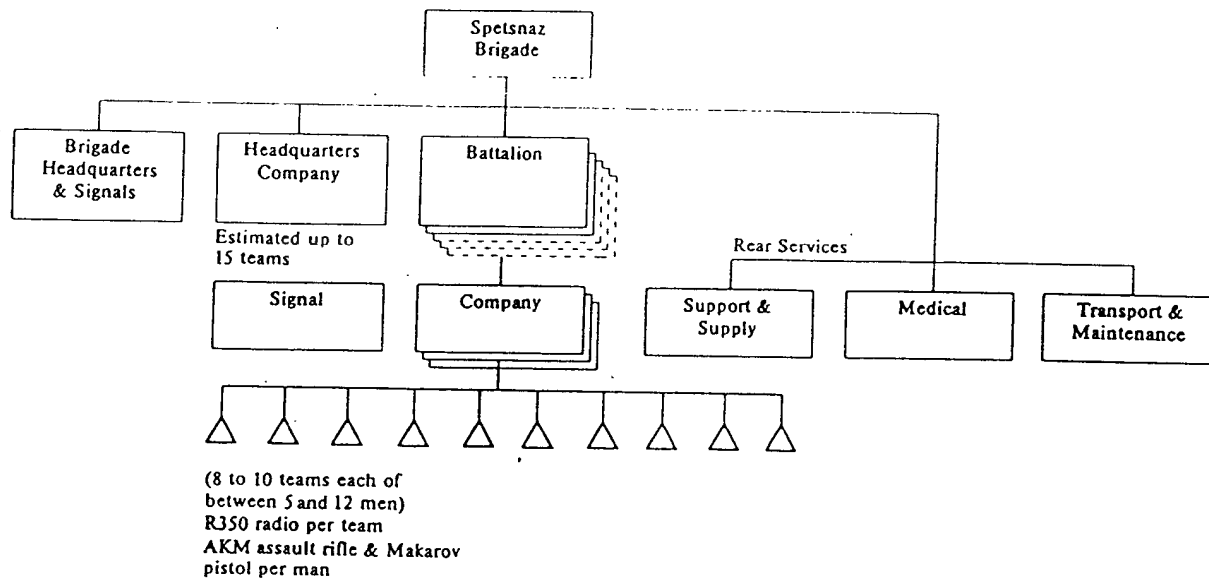 Spetsnaz
Brigade
Brigade
Headquarters
& Signals
Headquarters
Company
Battalion
Estimated up to
15 teams
Rear Services
Signal
Company
Support &
Supply
Medical
Transport &
Maintenance
(8 to 10 teams each of
between 5 and 12 men)
R350 radio per team
AKM assault rifle & Makarov
pistol per man